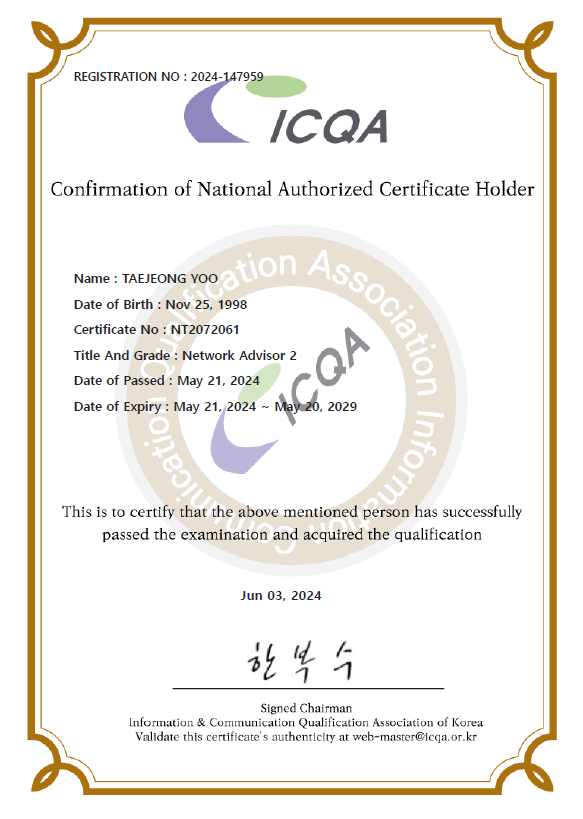 REGISTRATION NO : 2024-147959
ICQA
Confirmation of National Authorized Certificate Holder
Name : TAEJEONG YOO
Date of Birth : Nov 25, 1998
Certificate No : NT2072061
Title And Grade : Network Advisor 2
Date of Passed : May 21, 2024
Date of Expiry : May 21, 2024 ~ May 20, 2029
ICQA
Information Communication Qualification Association
This is to certify that the above mentioned person has successfully
passed the examination and acquired the qualification
Jun 03, 2024
한 복 수
Signed Chairman
Information & Communication Qualification Association of Korea
Validate this certificate's authenticity at web-master@icqa.or.kr